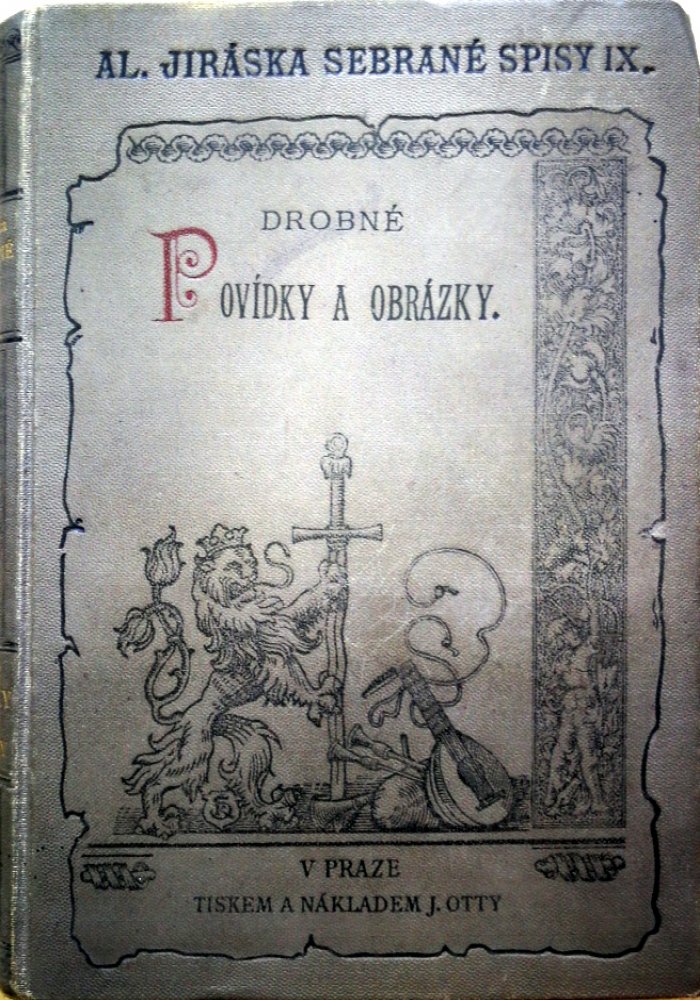 AL. JIRÁSKA SEBRANÉ SPISY IX.
DROBNÉ
POVÍDKY A OBRÁZKY.
V PRAZE
TISKEM A NÁKLADEM J. OTTY